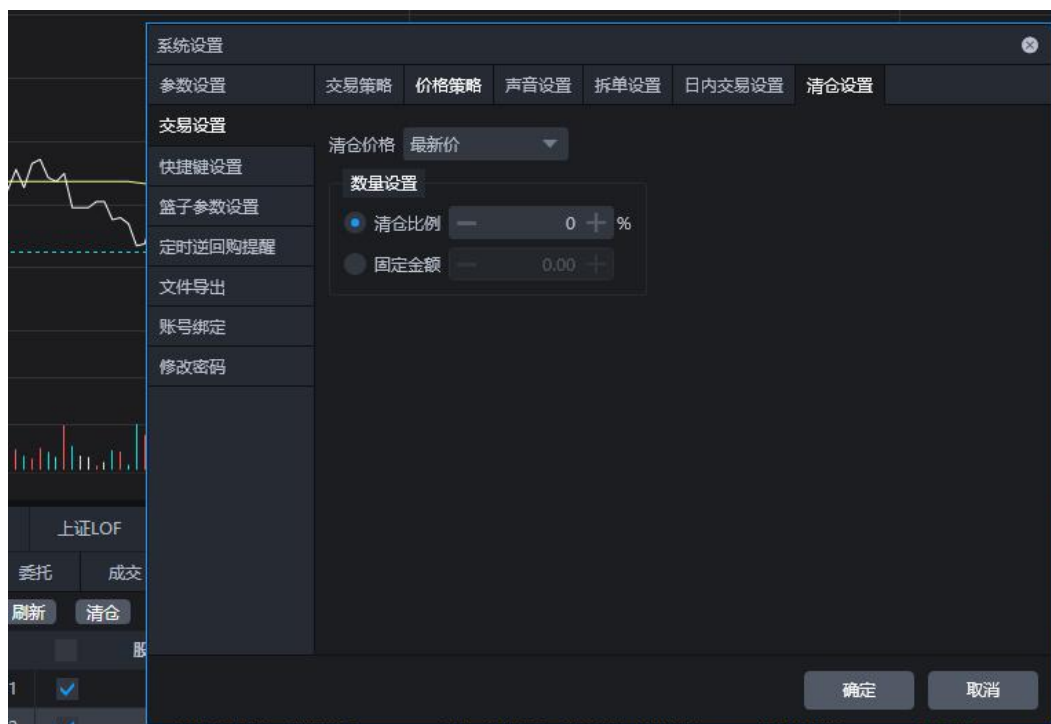 系统设置
参数设置
交易策略 价格策略 声音设置 拆单设置 日内交易设置 清仓设置
交易设置
清仓价格 最新价
快捷键设置
数量设置
篮子参数设置
清仓比例 0 %
定时逆回购提醒
固定金额 0.00
文件导出
账号绑定
修改密码
上证LOF
委托 成交
刷新 清仓
1
确定 取消